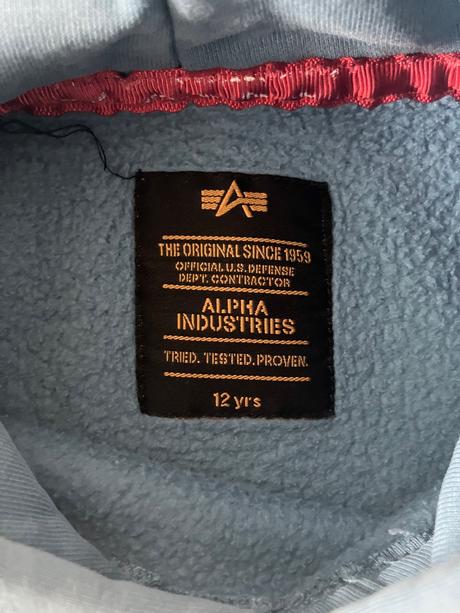 THE ORIGINAL SINCE 1959
OFFICIAL U.S. DEFENSE
DEPT. CONTRACTOR
ALPHA
INDUSTRIES
TRIED. TESTED. PROVEN.
12 yrs